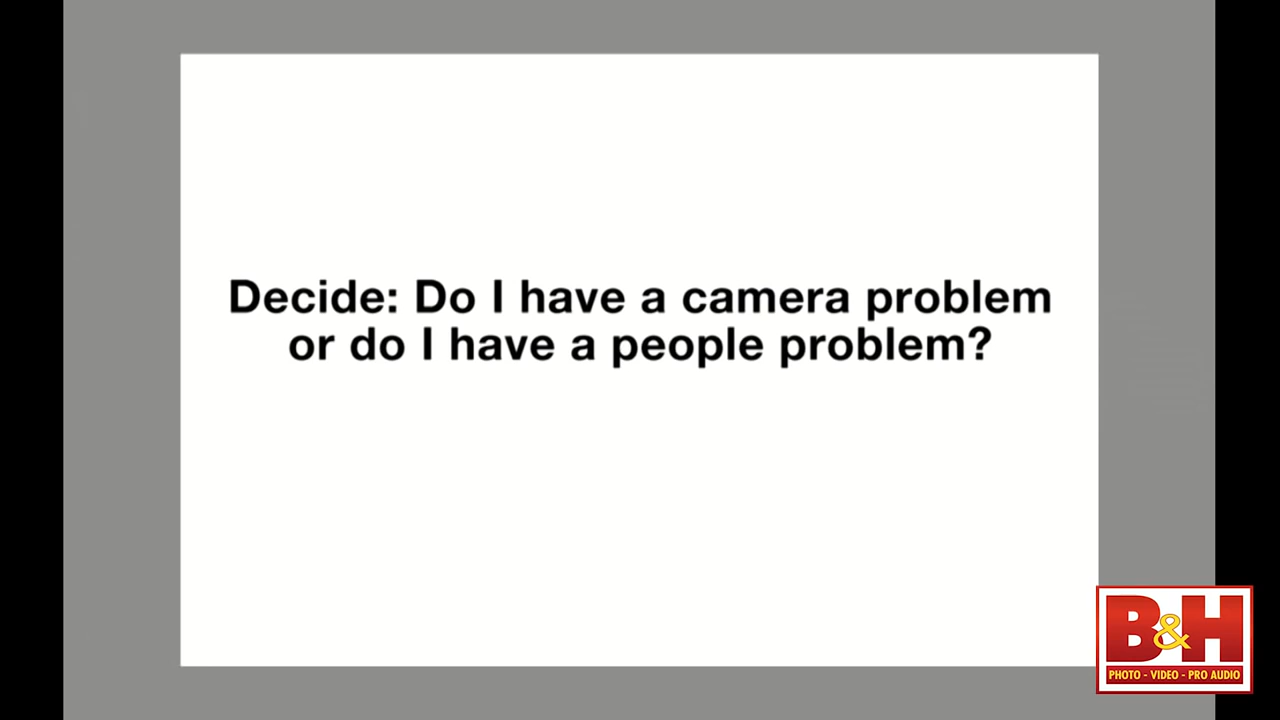 Decide: Do I have a camera problem
or do I have a people problem?
B&H
PHOTO - VIDEO - PRO AUDIO